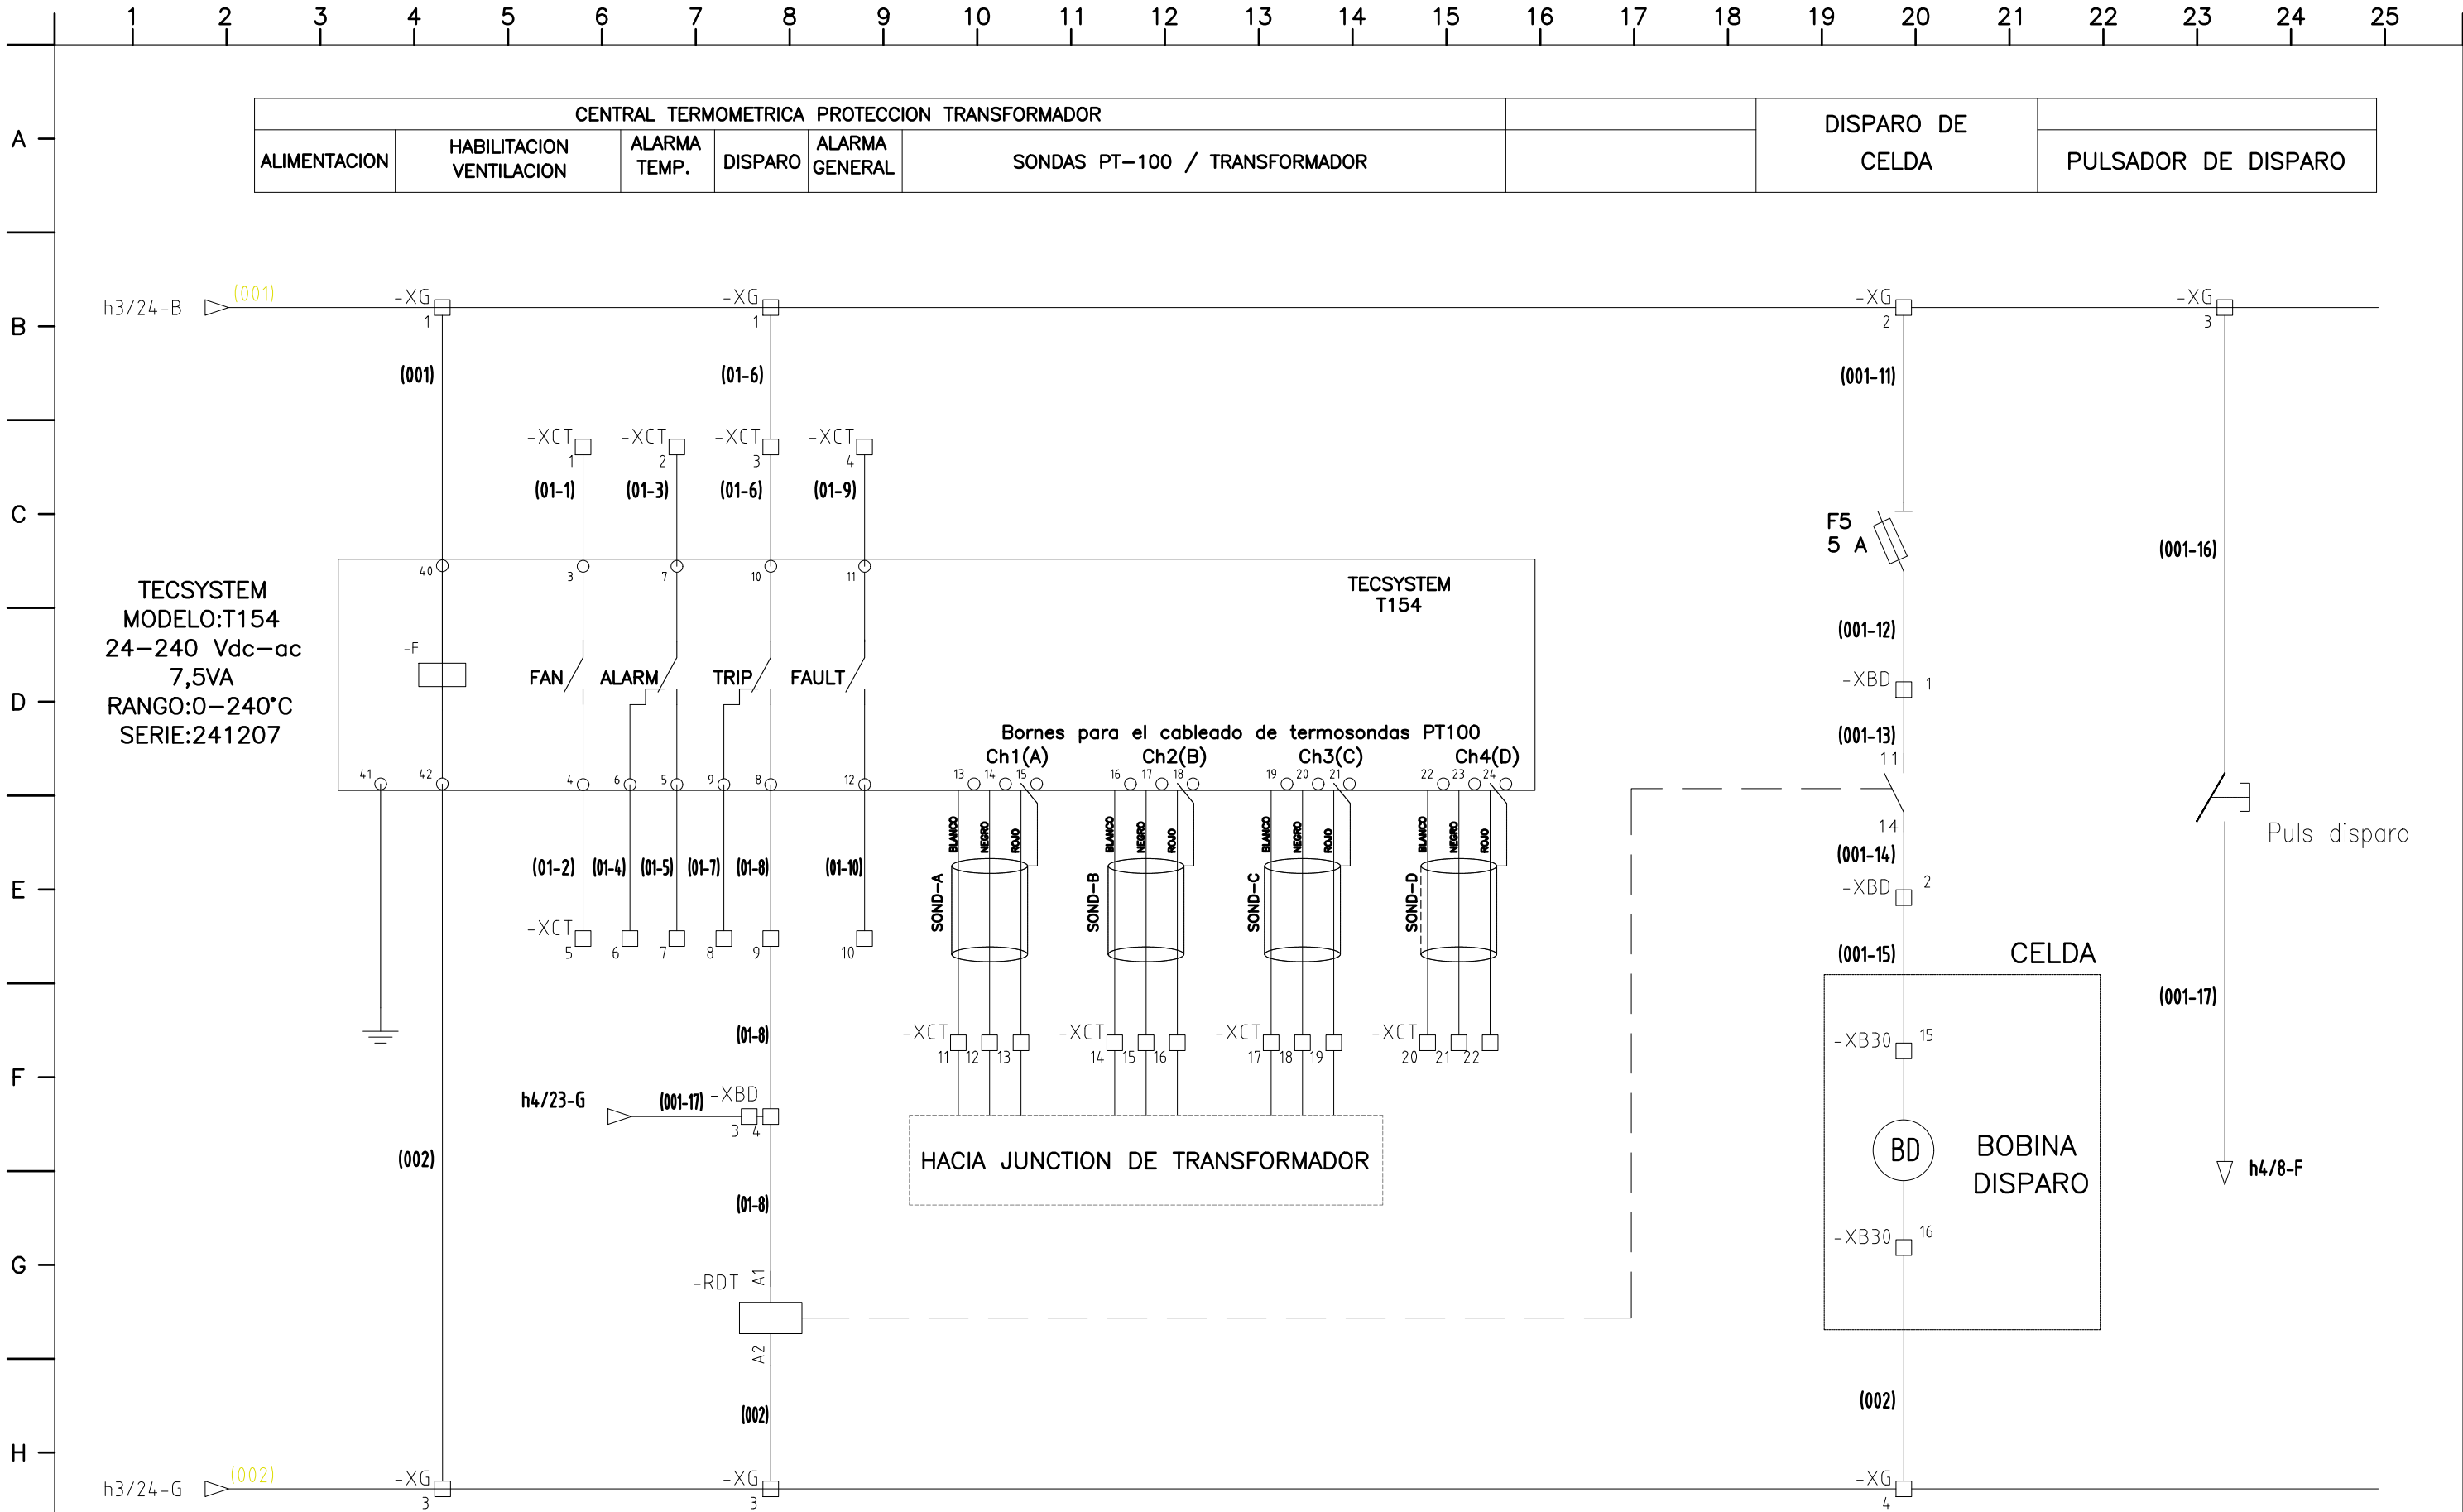 1 2 3 4 5 6 7 8 9 10 11 12 13 14 15 16 17 18 19 20 21 22 23 24 25
CENTRAL TERMOMETRICA PROTECCION TRANSFORMADOR
DISPARO DE
CELDA
A
ALIMENTACION
HABILITACION
VENTILACION
ALARMA
TEMP.
DISPARO
ALARMA
GENERAL
SONDAS PT-100 / TRANSFORMADOR
PULSADOR DE DISPARO
h3/24-B
(001)
-XG
1
-XG
1
-XG
2
-XG
3
B
(001)
(01-6)
(001-11)
-XCT
1
-XCT
2
-XCT
3
-XCT
4
(01-1)
(01-3)
(01-6)
(01-9)
C
F5
5 A
(001-16)
40
3
7
10
11
TECSYSTEM
MODELO:T154
24-240 Vdc-ac
7,5VA
RANGO:0-240°C
SERIE:241207
TECSYSTEM
T154
(001-12)
-F
FAN
ALARM
TRIP
FAULT
-XBD
1
D
Bornes para el cableado de termosondas PT100
Ch1(A)
Ch2(B)
Ch3(C)
Ch4(D)
(001-13)
11
41
42
4
6
5
9
8
12
13 14 15
16 17 18
19 20 21
22 23 24
14
Puls disparo
BLANCO
NEGRO
ROJO
BLANCO
NEGRO
ROJO
BLANCO
NEGRO
ROJO
BLANCO
NEGRO
ROJO
(001-14)
(01-2)
(01-4)
(01-5)
(01-7)
(01-8)
(01-10)
E
SOND-A
SOND-B
SOND-C
SOND-D
-XBD
2
-XCT
5
6
7
8
9
10
(001-15)
CELDA
(001-17)
(01-8)
-XCT
11 12 13
-XCT
14 15 16
-XCT
17 18 19
-XCT
20 21 22
-XB30
15
F
h4/23-G
(001-17)
-XBD
3 4
(002)
HACIA JUNCTION DE TRANSFORMADOR
BD
BOBINA
DISPARO
h4/8-F
(01-8)
-XB30
16
G
-RDT
A1
A2
(002)
(002)
H
h3/24-G
(002)
-XG
3
-XG
3
-XG
4